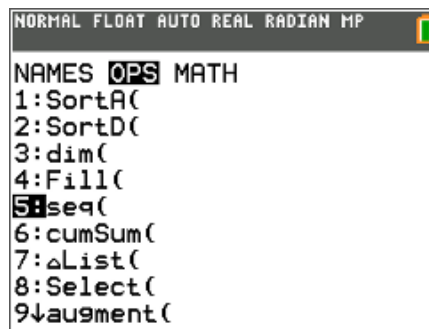 NORMAL FLOAT AUTO REAL RADIAN MP
NAMES OPS MATH
1:SortA(
2:SortD(
3:dim(
4:Fill(
5:seq(
6:cumSum(
7:△List(
8:Select(
9↓augment(